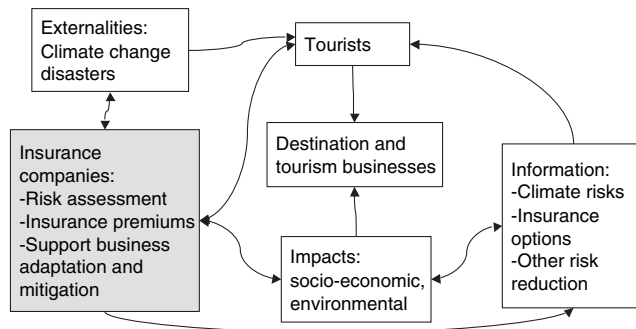 Externalities:
Climate change
disasters
Tourists
Insurance
companies:
-Risk assessment
-Insurance premiums
-Support business
adaptation and
mitigation
Destination and
tourism businesses
Impacts:
socio-economic,
environmental
Information:
-Climate risks
-Insurance
options
-Other risk
reduction